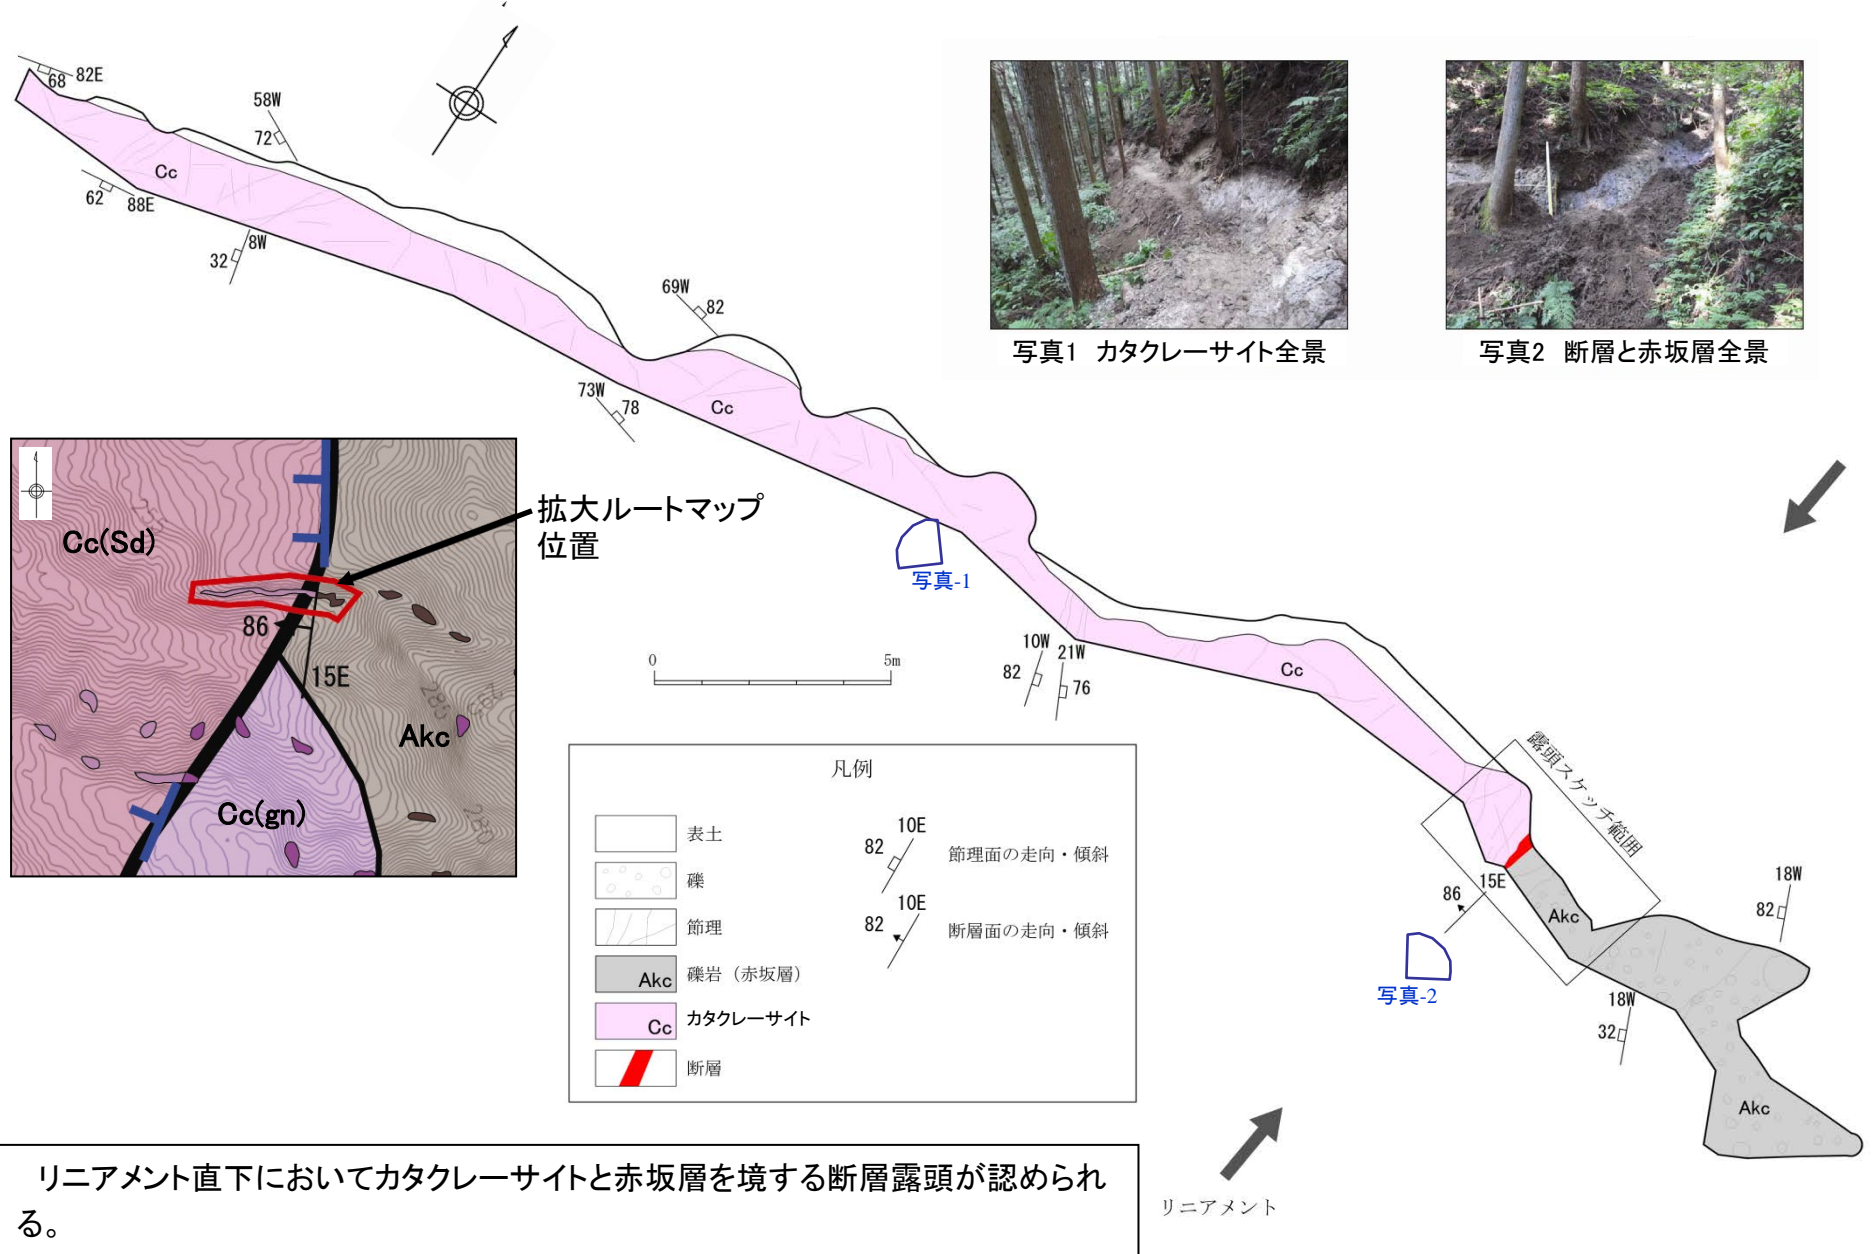 68
82E
58W
72
Cc
62
88E
8W
32
69W
82
73W
78
Cc
写真1 カタクレーサイト全景
写真2 断層と赤坂層全景
Cc(Sd)
86
15E
Akc
285
Cc(gn)
拡大ルートマップ
位置
写真-1
0
5m
10W
82
21W
76
Cc
凡例
表土
礫
節理
Akc
礫岩（赤坂層）
Cc
カタクレーサイト
断層
10E
82
節理面の走向・傾斜
10E
82
断層面の走向・傾斜
露頭スケッチ範囲
86
15E
Akc
写真-2
18W
82
18W
32
Akc
リニアメント
リニアメント直下においてカタクレーサイトと赤坂層を境する断層露頭が認められ
る。